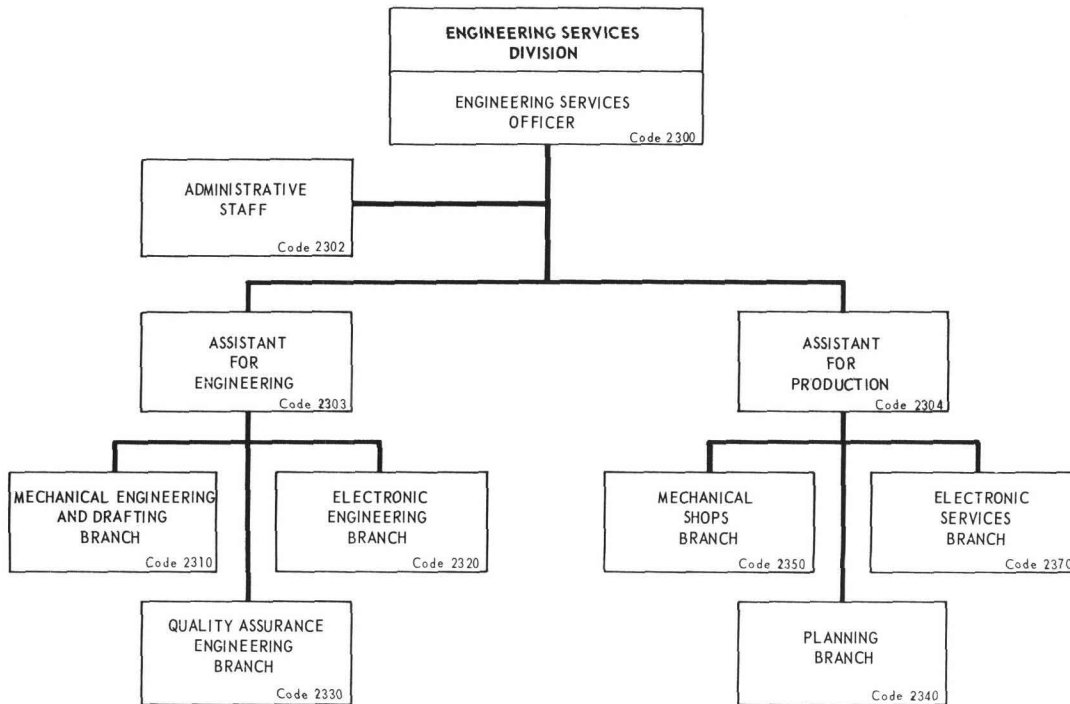 ENGINEERING SERVICES
DIVISION
ENGINEERING SERVICES
OFFICER
Code 2300
ADMINISTRATIVE
STAFF
Code 2302
ASSISTANT
FOR
ENGINEERING
Code 2303
ASSISTANT
FOR
PRODUCTION
Code 2304
MECHANICAL ENGINEERING
AND DRAFTING
BRANCH
Code 2310
ELECTRONIC
ENGINEERING
BRANCH
Code 2320
MECHANICAL
SHOPS
BRANCH
Code 2350
ELECTRONIC
SERVICES
BRANCH
Code 2370
QUALITY ASSURANCE
ENGINEERING
BRANCH
Code 2330
PLANNING
BRANCH
Code 2340